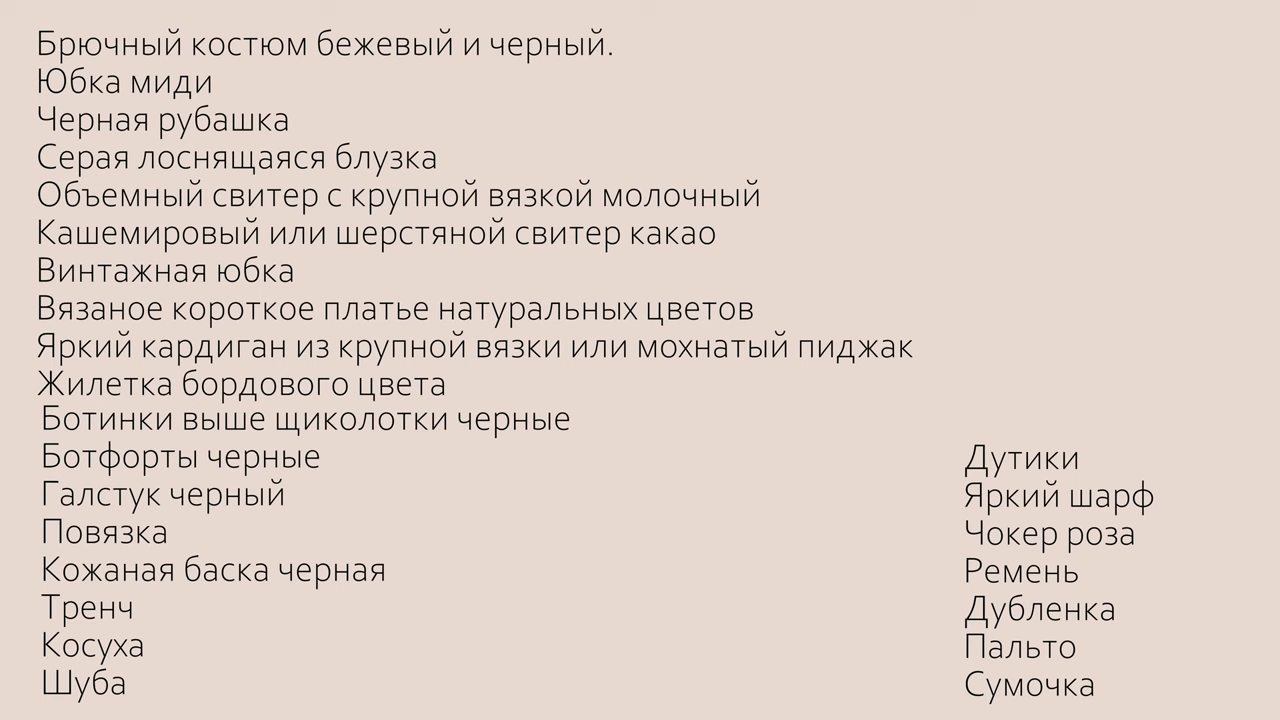 Брючный костюм бежевый и черный.
Юбка миди
Черная рубашка
Серая лоснящаяся блузка
Объемный свитер с крупной вязкой молочный
Кашемировый или шерстяной свитер какао
Винтажная юбка
Вязаное короткое платье натуральных цветов
Яркий кардиган из крупной вязки или мохнатый пиджак
Жилетка бордового цвета
Ботинки выше щиколотки черные
Ботфорты черные
Галстук черный
Повязка
Кожаная баска черная
Тренч
Косуха
Шуба
Дутики
Яркий шарф
Чокер роза
Ремень
Дубленка
Пальто
Сумочка